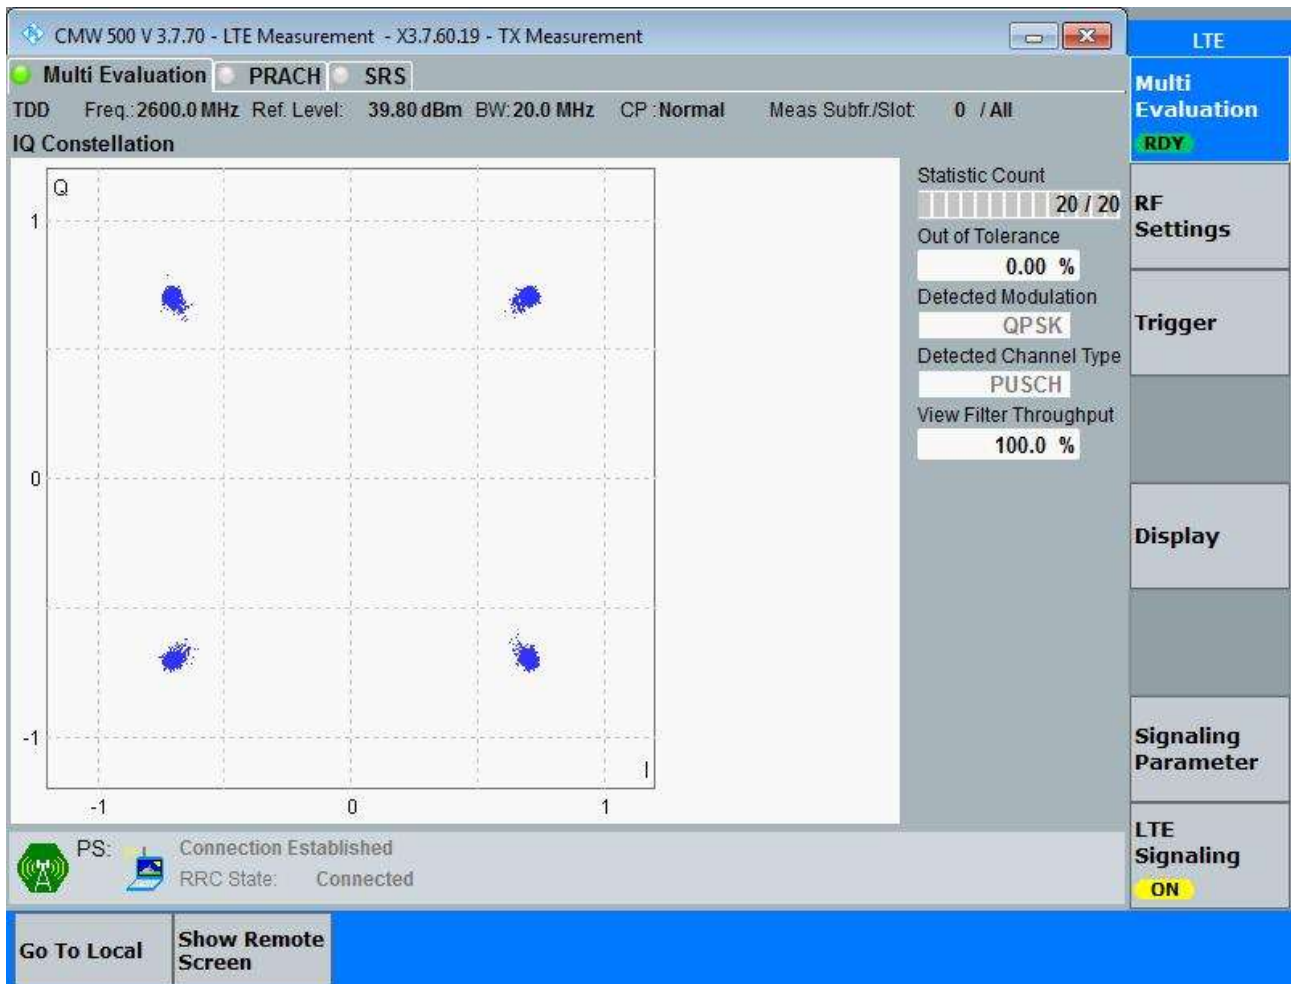 CMW 500 V 3.7.70 - LTE Measurement - X3.7.60.19 - TX Measurement
LTE
Multi Evaluation PRACH SRS
TDD Freq.: 2600.0 MHz Ref. Level: 39.80 dBm BW: 20.0 MHz CP : Normal Meas Subfr./Slot: 0 / All
IQ Constellation
Q
1
0
-1
-1 0 1
I
Statistic Count
20 / 20
Out of Tolerance
0.00 %
Detected Modulation
QPSK
Detected Channel Type
PUSCH
View Filter Throughput
100.0 %
Multi
Evaluation
RDY
RF
Settings
Trigger
Display
Signaling
Parameter
LTE
Signaling
ON
PS: Connection Established
RRC State: Connected
Go To Local
Show Remote
Screen